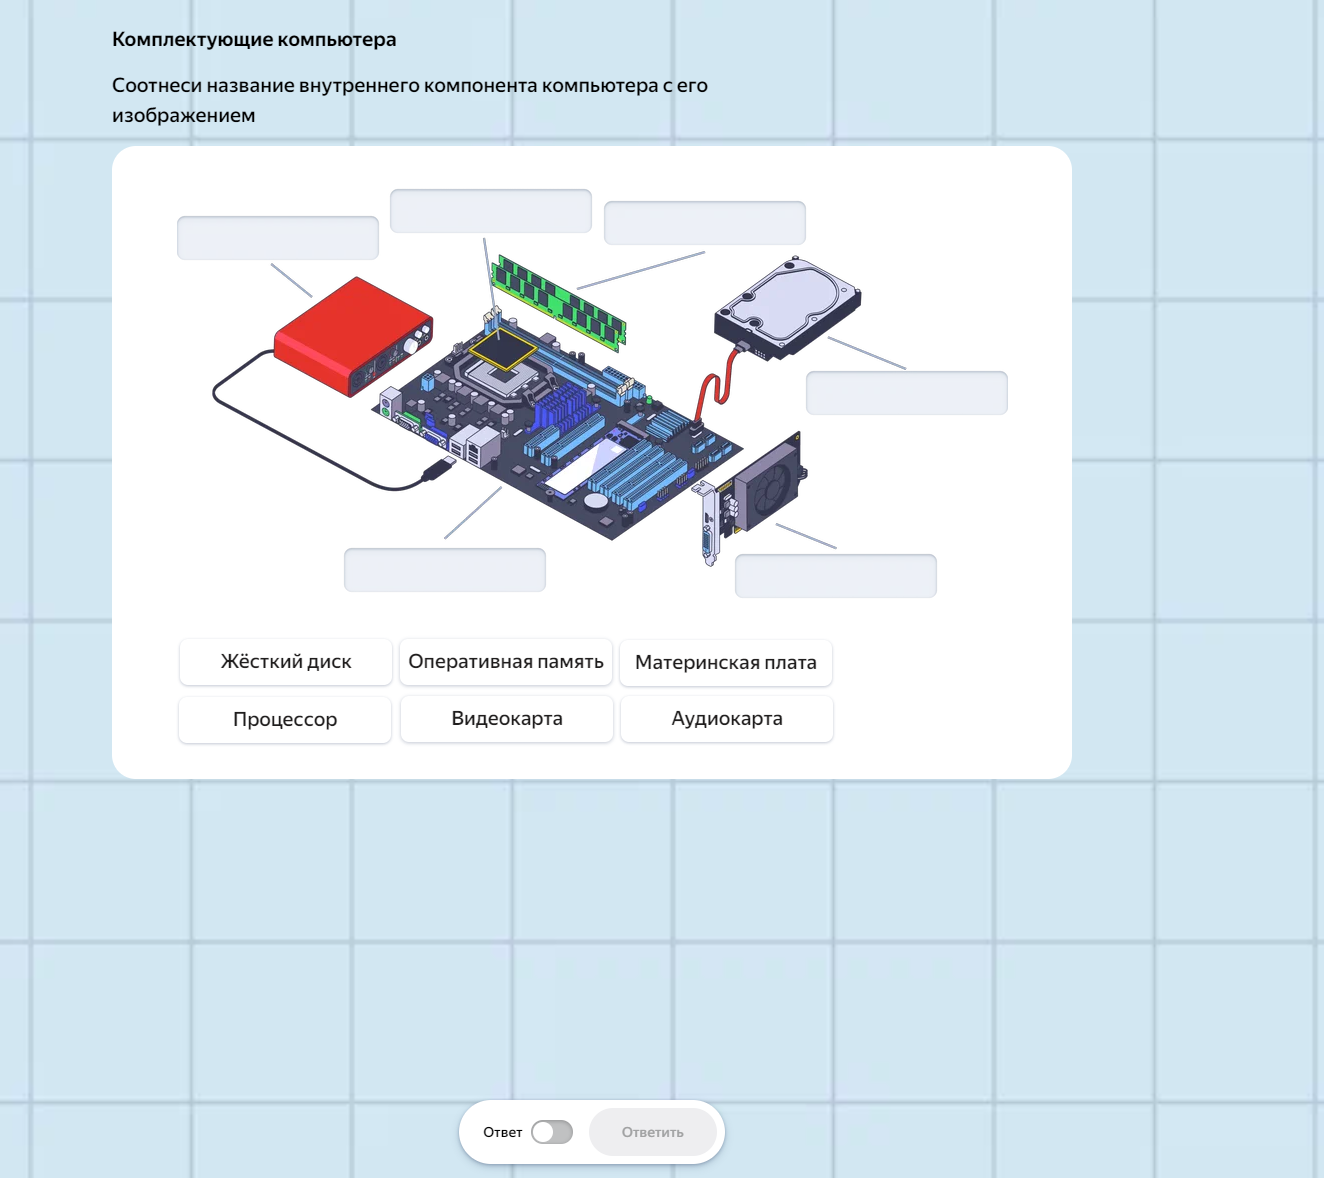 Комплектующие компьютера
Соотнеси название внутреннего компонента компьютера с его
изображением
Жёсткий диск
Оперативная память
Материнская плата
Процессор
Видеокарта
Аудиокарта
Ответ
Ответить